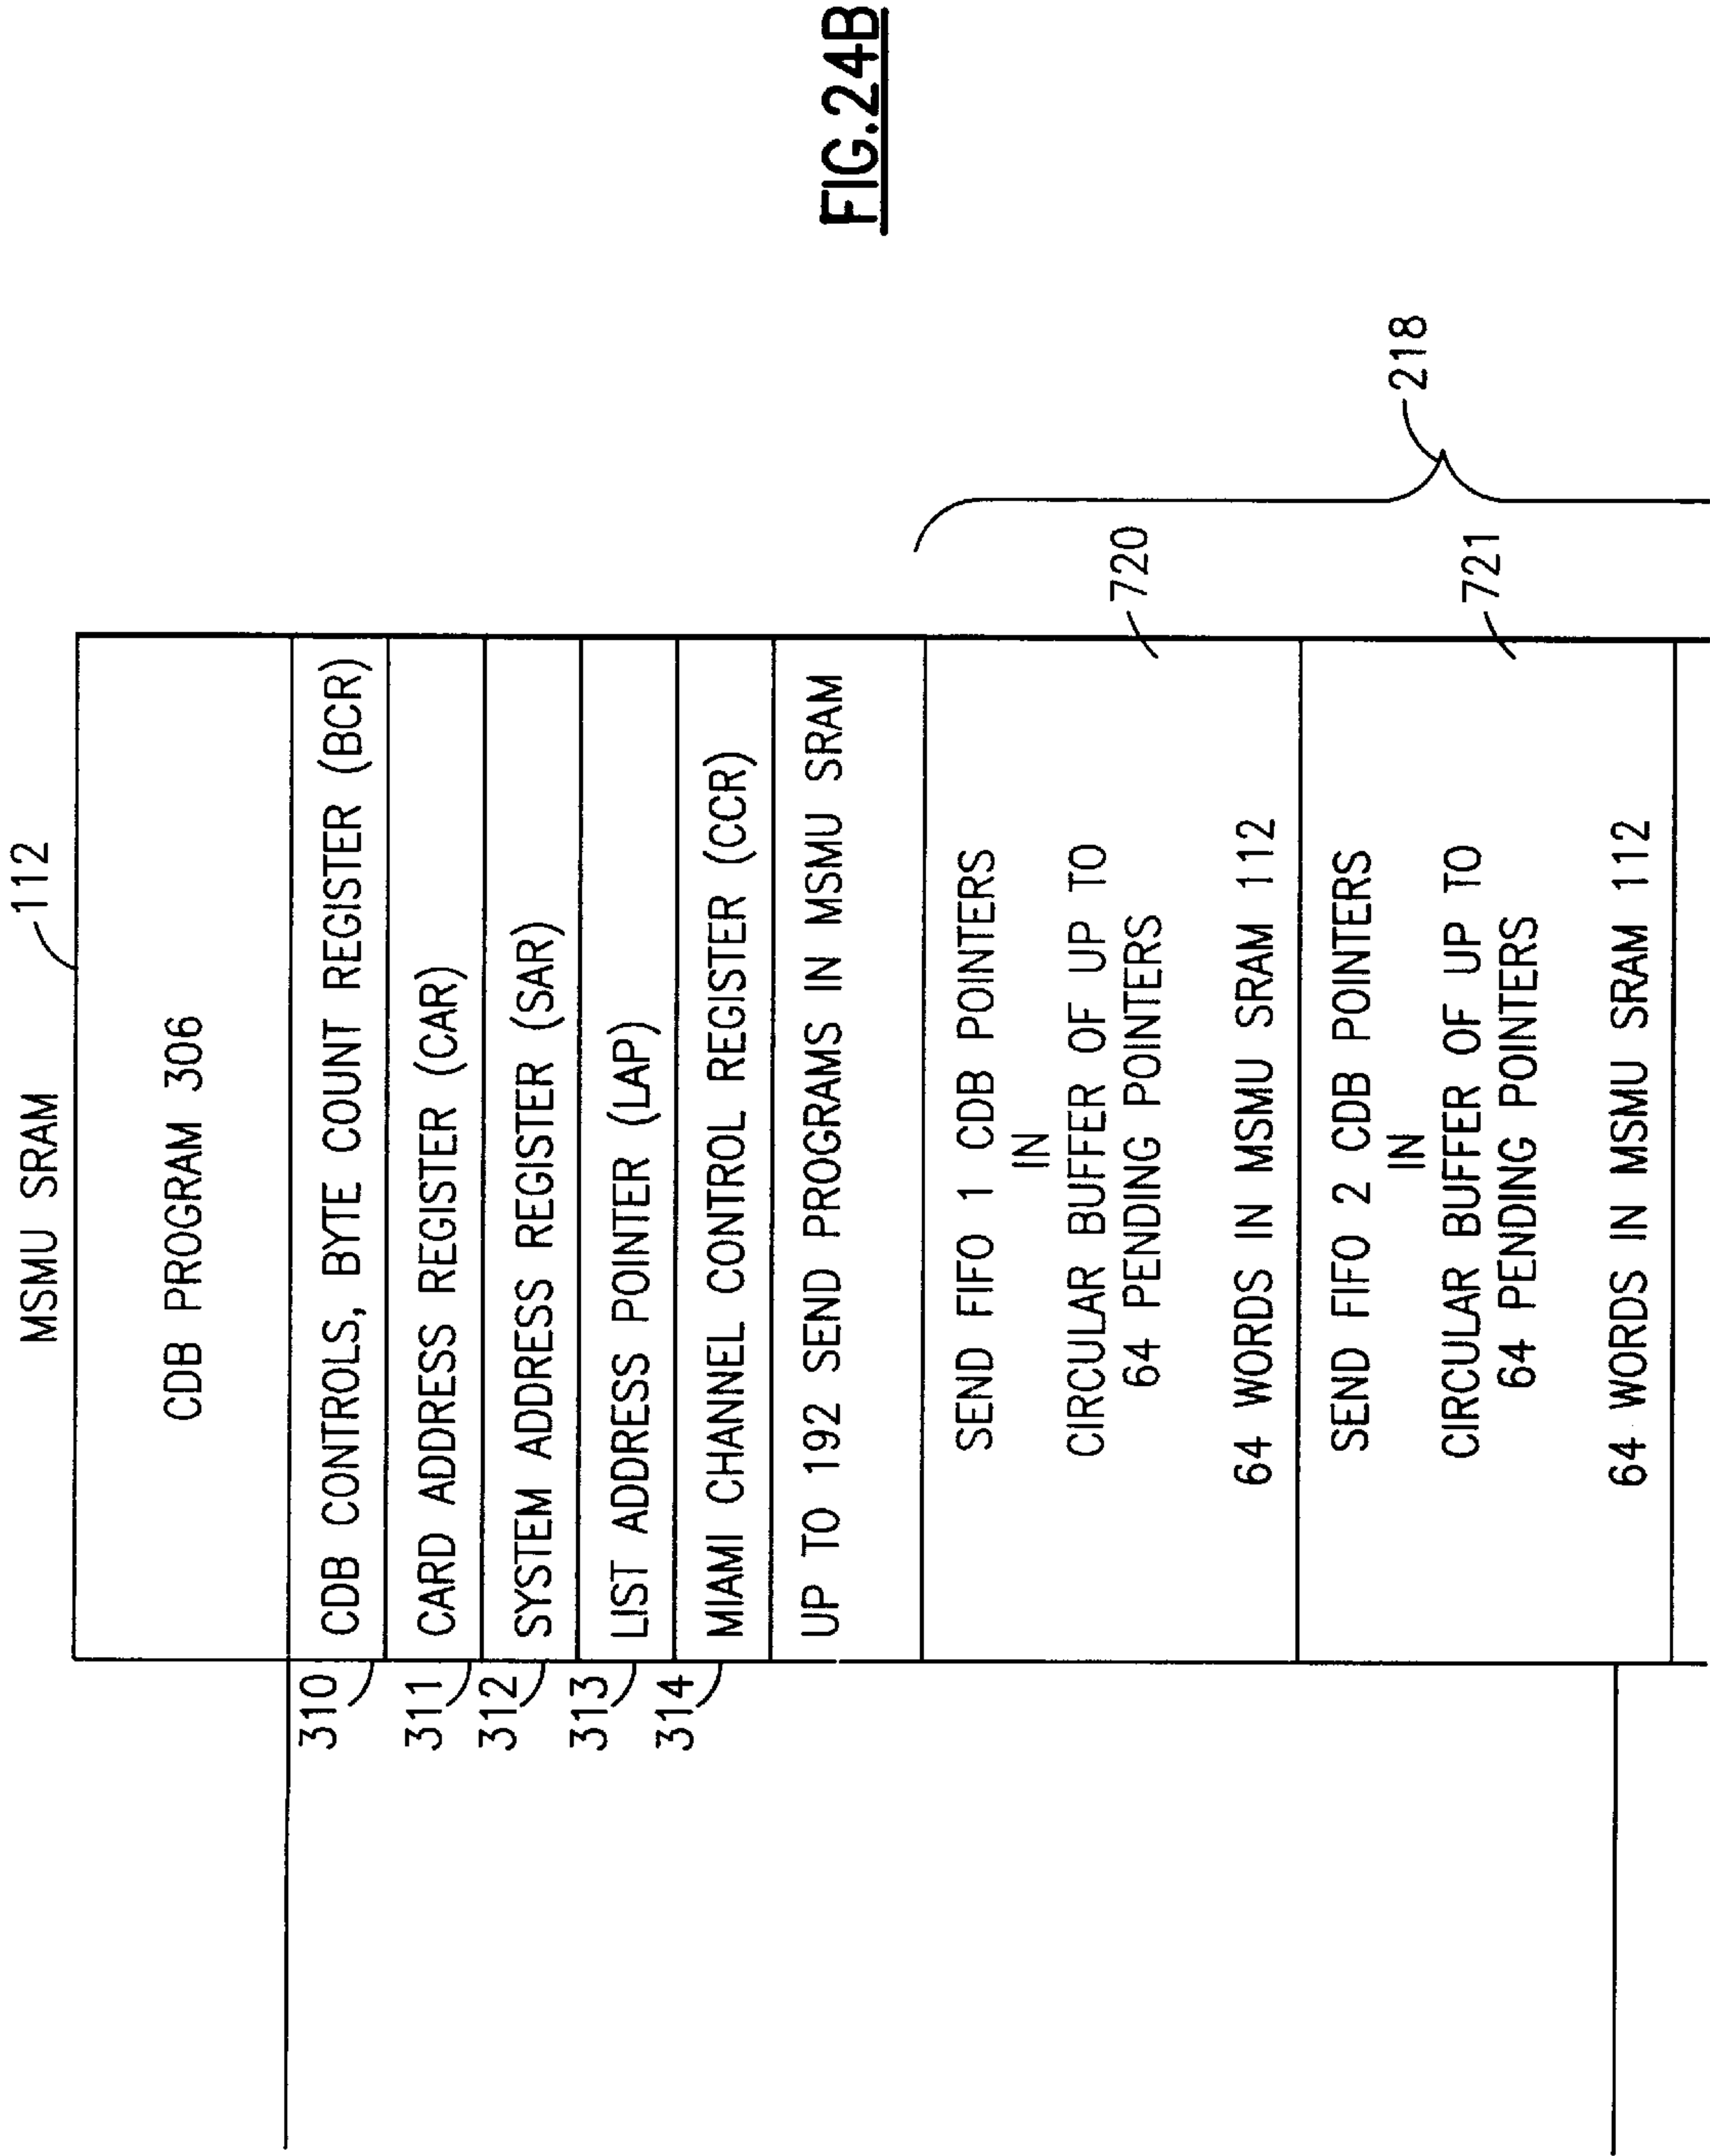 MSMU SRAM
112
CDB PROGRAM 306
310
CDB CONTROLS, BYTE COUNT REGISTER (BCR)
311
CARD ADDRESS REGISTER (CAR)
312
SYSTEM ADDRESS REGISTER (SAR)
313
LIST ADDRESS POINTER (LAP)
314
MIAMI CHANNEL CONTROL REGISTER (CCR)
UP TO 192 SEND PROGRAMS IN MSMU SRAM
SEND FIFO 1 CDB POINTERS
IN
CIRCULAR BUFFER OF UP TO
64 PENDING POINTERS
64 WORDS IN MSMU SRAM 112
720
SEND FIFO 2 CDB POINTERS
IN
CIRCULAR BUFFER OF UP TO
64 PENDING POINTERS
64 WORDS IN MSMU SRAM 112
721
218
FIG.24B